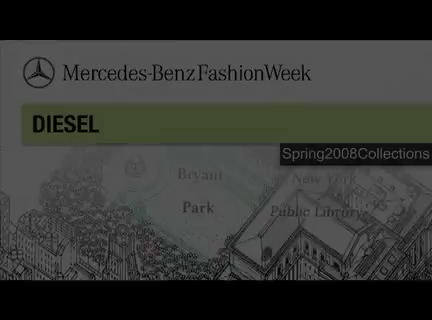 Mercedes-BenzFashionWeek
DIESEL
Spring2008Collections
Bryant
Park
New York
Public Library